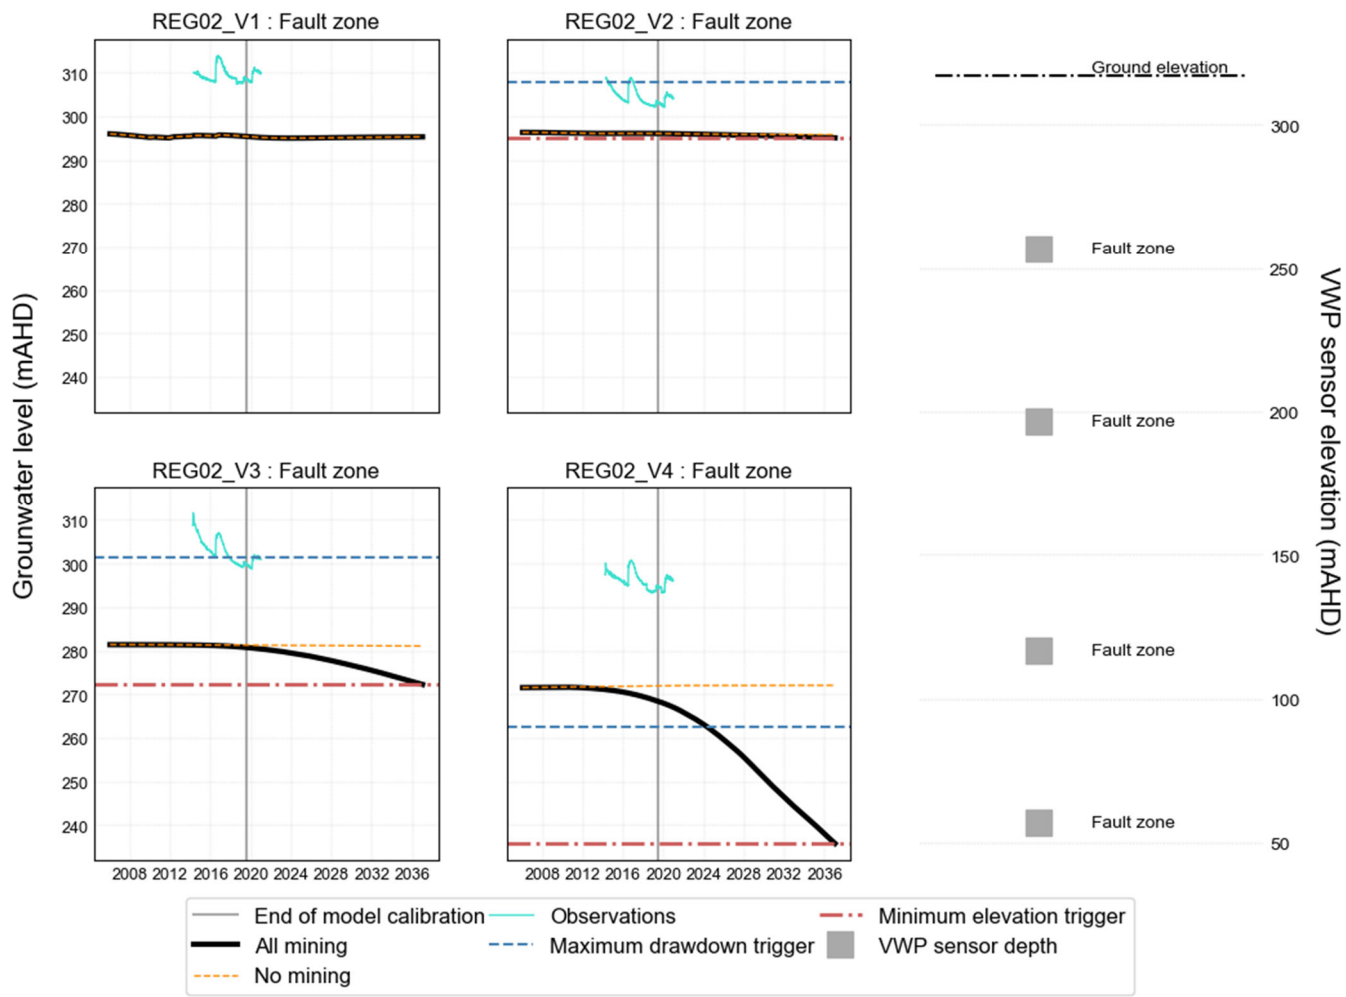 REG02_V1 : Fault zone
REG02_V2 : Fault zone
310
300
290
280
270
260
250
240
Ground elevation
Fault zone
Fault zone
Fault zone
Fault zone
300
250
200
150
100
50
Grounwater level (mAHD)
VWP sensor elevation (mAHD)
REG02_V3 : Fault zone
REG02_V4 : Fault zone
310
300
290
280
270
260
250
240
2008 2012 2016 2020 2024 2028 2032 2036
2008 2012 2016 2020 2024 2028 2032 2036
End of model calibration
Observations
Minimum elevation trigger
All mining
Maximum drawdown trigger
VWP sensor depth
No mining